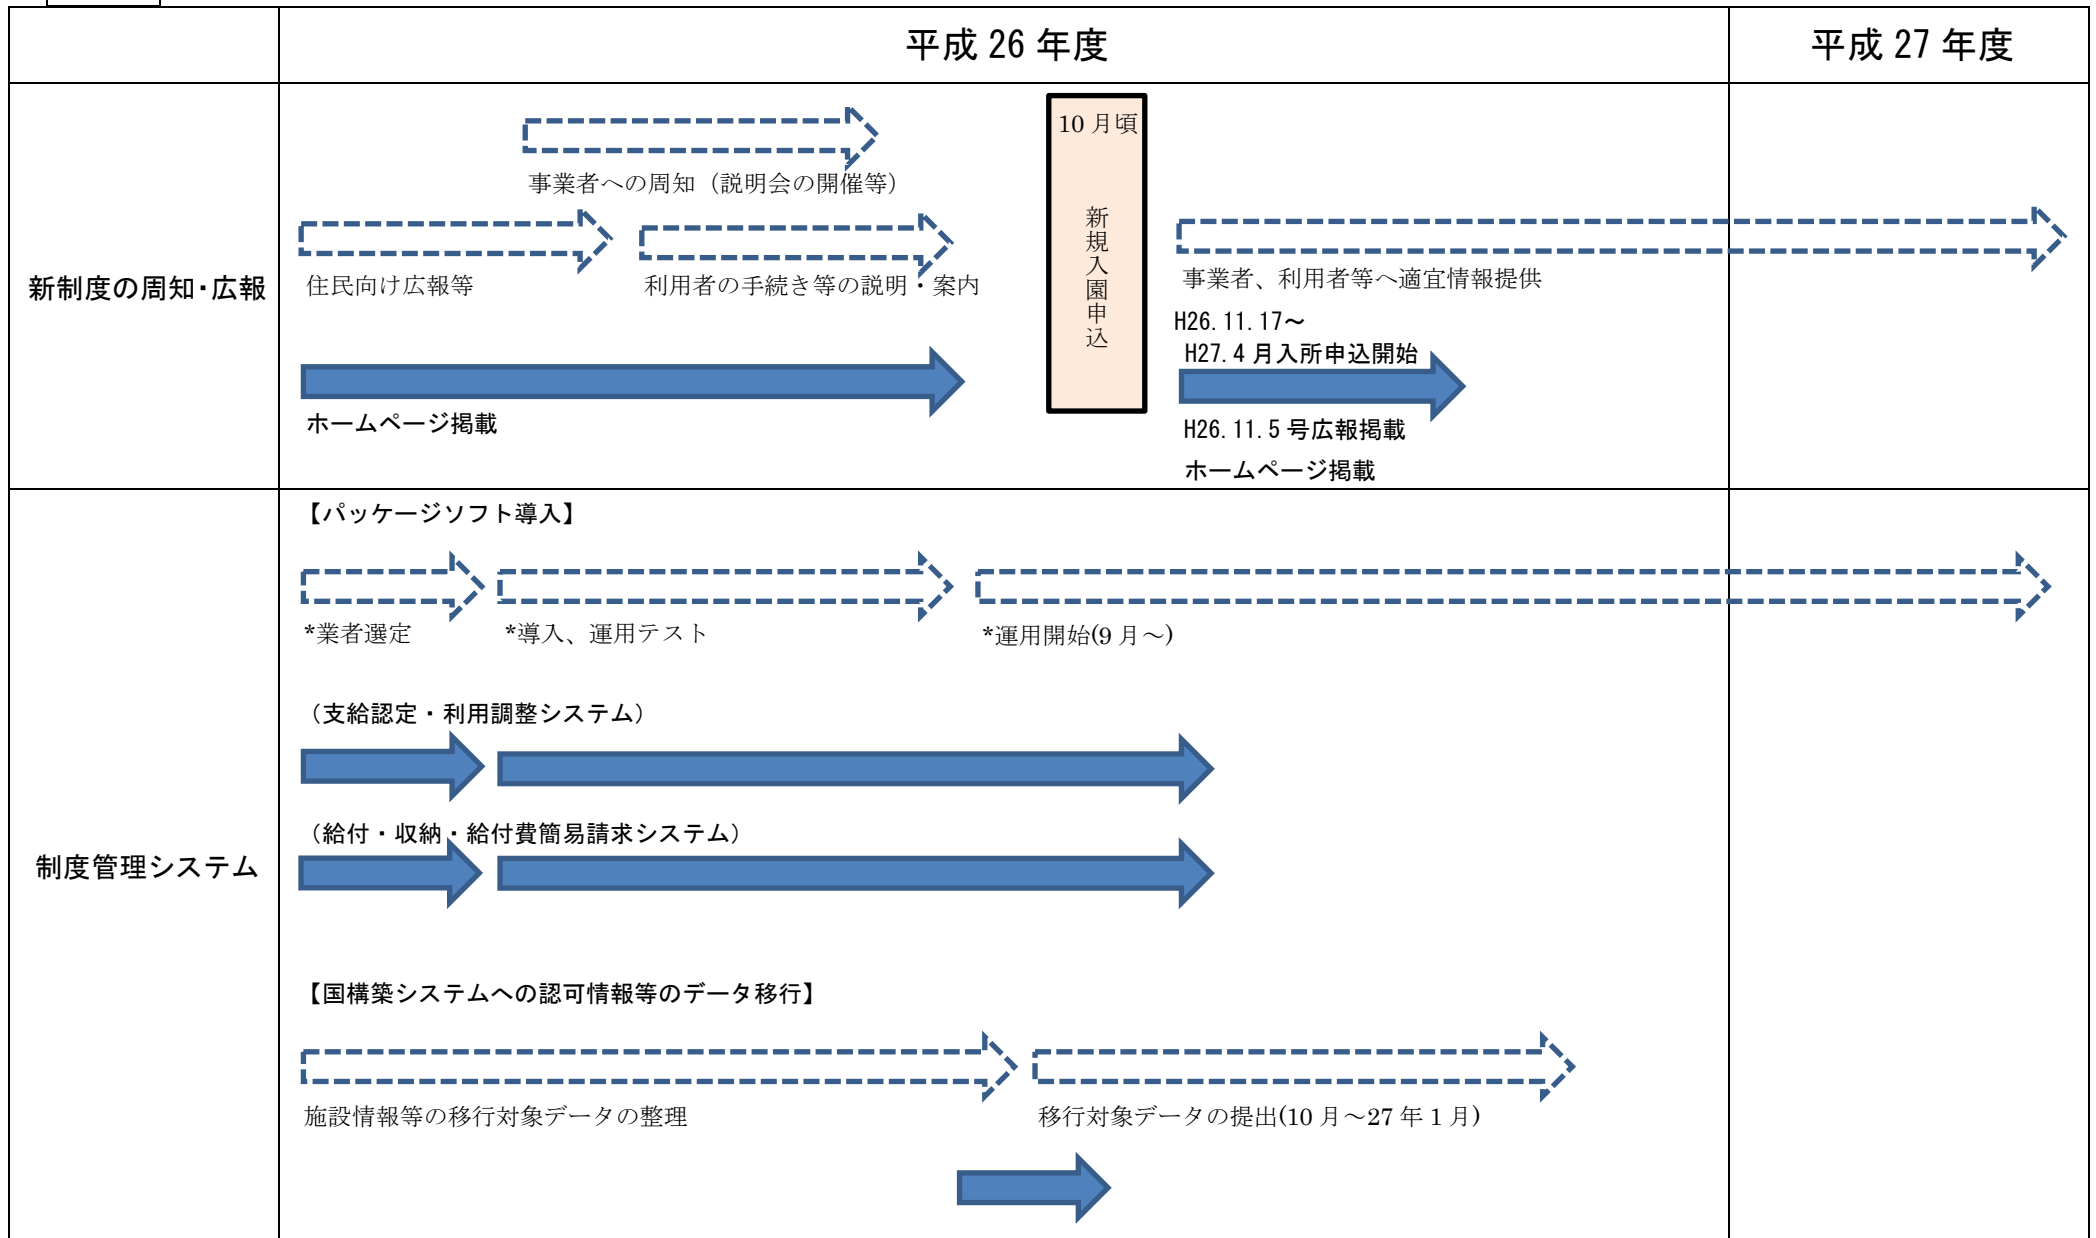 平成 26 年度
平成 27 年度
新制度の周知・広報
事業者への周知（説明会の開催等）
住民向け広報等
利用者の手続き等の説明・案内
ホームページ掲載
10 月頃
新規入園申込
事業者、利用者等へ適宜情報提供
H26.11.17～
H27.4 月入所申込開始
H26.11.5 号広報掲載
ホームページ掲載
制度管理システム
【パッケージソフト導入】
*業者選定
*導入、運用テスト
*運用開始(9 月～)
（支給認定・利用調整システム）
（給付・収納・給付費簡易請求システム）
【国構築システムへの認可情報等のデータ移行】
施設情報等の移行対象データの整理
移行対象データの提出(10 月～27 年 1 月)